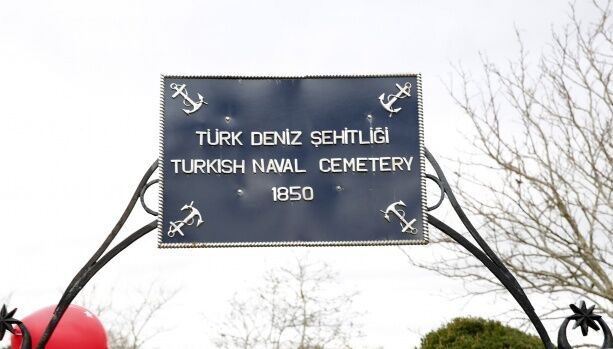 TÜRK DENİZ ŞEHİTLİĞİ
TURKISH NAVAL CEMETERY
1850